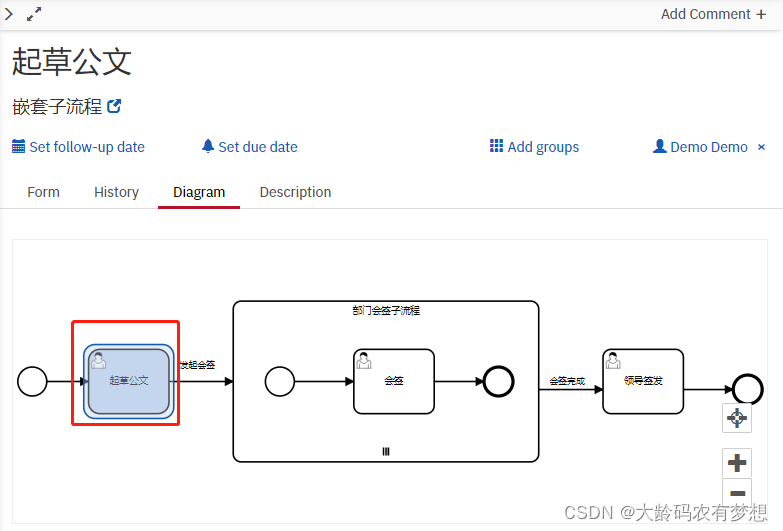 Add Comment +
起草公文
嵌套子流程
Set follow-up date
Set due date
Add groups
Demo Demo ×
Form
History
Diagram
Description
部门会签子流程
起草公文
发起会签
会签
会签完成
领导签发
CSDN @大龄码农有梦想